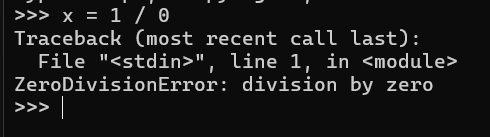 >>> x = 1 / 0
Traceback (most recent call last):
  File "<stdin>", line 1, in <module>
ZeroDivisionError: division by zero
>>>